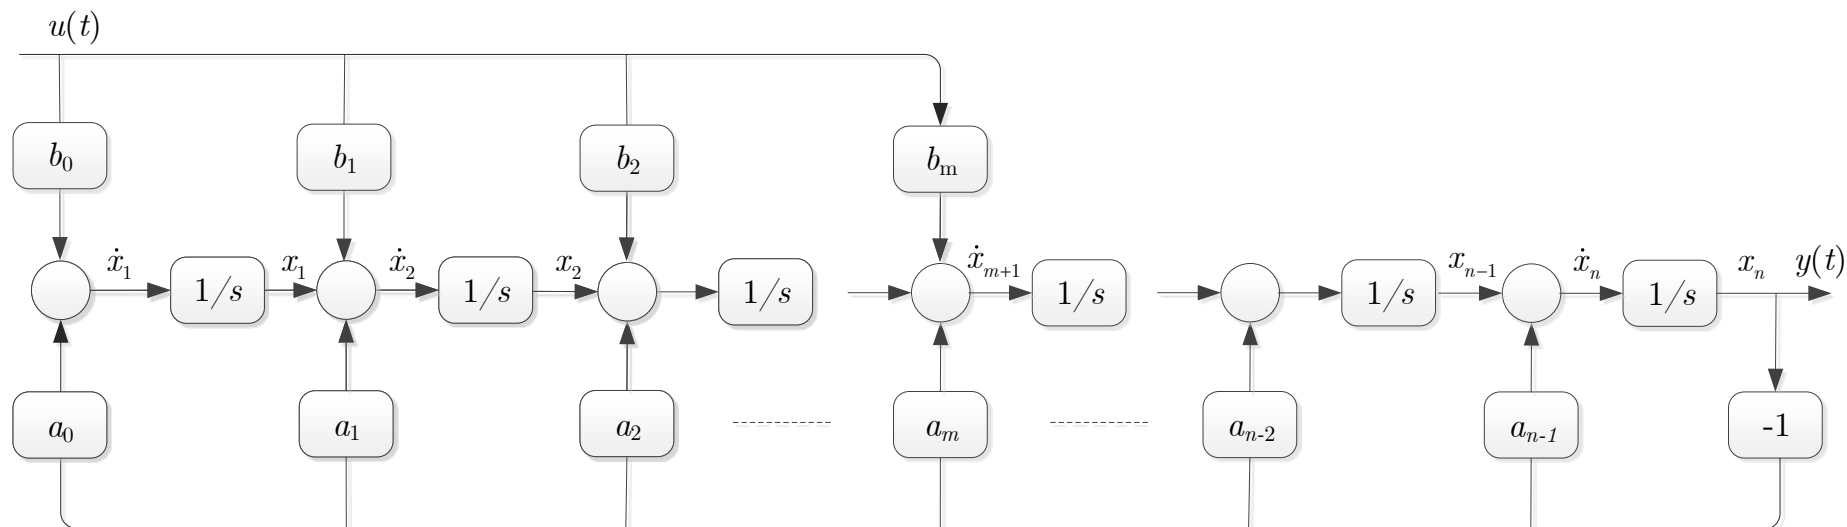 u(t)
b₀ b₁ b₂ bₘ
ẋ₁ x₁ ẋ₂ x₂ ẋₘ₊₁ xₙ₋₁ ẋₙ xₙ y(t)
1/s 1/s 1/s 1/s 1/s 1/s
a₀ a₁ a₂ aₘ aₙ₋₂ aₙ₋₁ -1